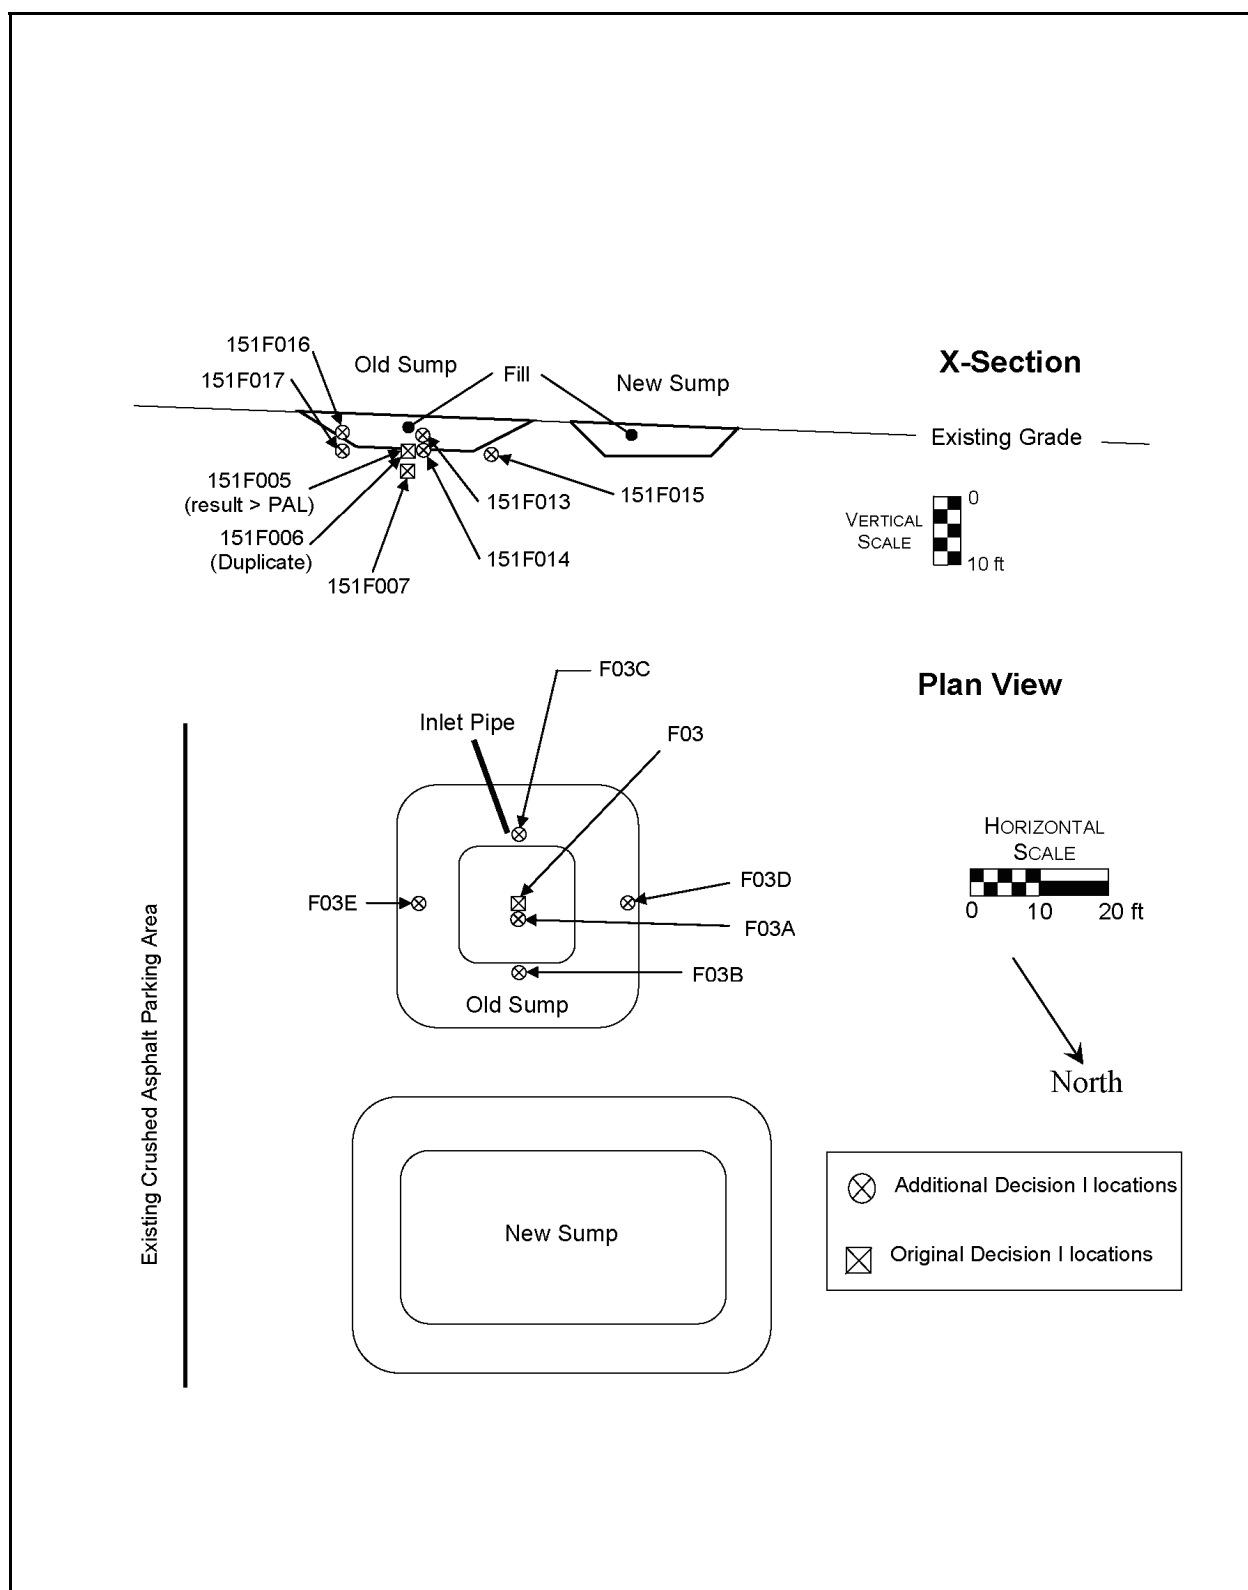 151F016
Old Sump
Fill
New Sump
X-Section
151F017
Existing Grade
151F005
(result > PAL)
151F013
151F015
0
VERTICAL
SCALE
10 ft
151F006
(Duplicate)
151F014
151F007
F03C
Plan View
Inlet Pipe
F03
HORIZONTAL
SCALE
0 10 20 ft
F03D
F03E
F03A
F03B
Old Sump
North
Existing Crushed Asphalt Parking Area
New Sump
Additional Decision I locations
Original Decision I locations